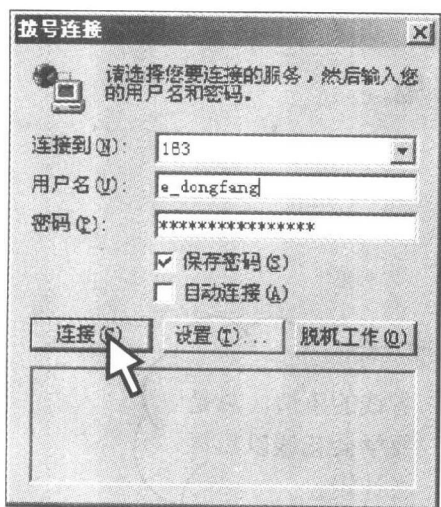 拨号连接
请选择您要连接的服务，然后输入您
的用户名和密码。
连接到(N):
163
用户名(U):
e_dongfang
密码(P):
****************
保存密码(S)
自动连接(A)
连接(C)
设置(T)...
脱机工作(O)